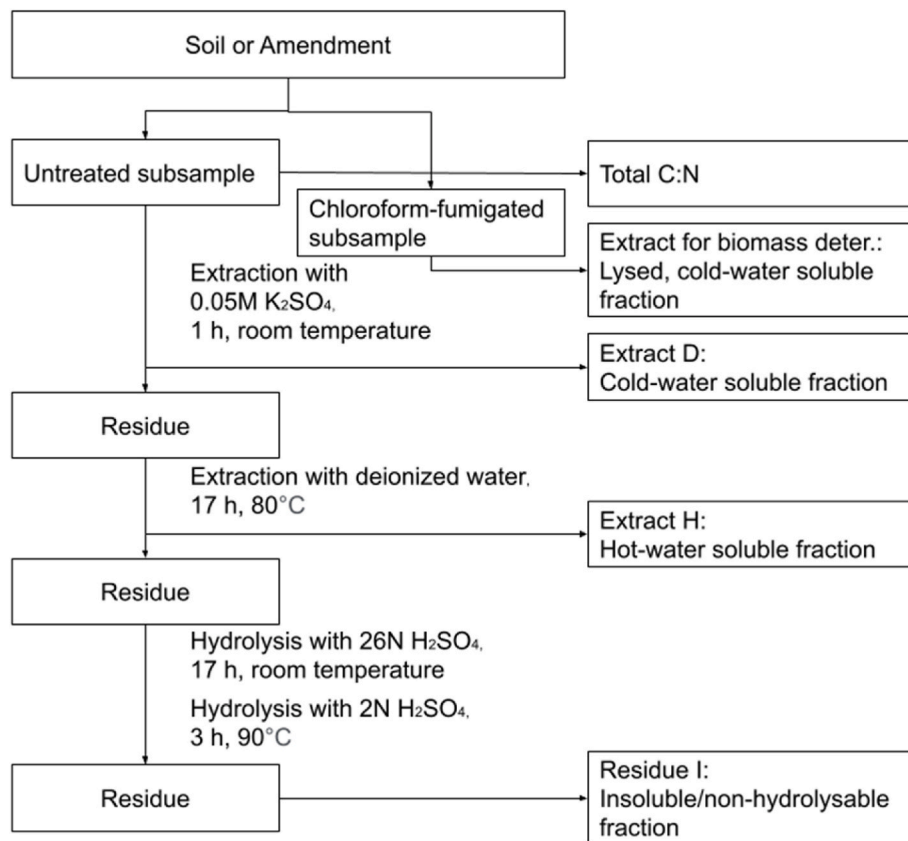 Soil or Amendment
Untreated subsample
Total C:N
Chloroform-fumigated
subsample
Extract for biomass deter.:
Lysed, cold-water soluble
fraction
Extraction with
0.05M K₂SO₄,
1 h, room temperature
Extract D:
Cold-water soluble fraction
Residue
Extraction with deionized water,
17 h, 80°C
Extract H:
Hot-water soluble fraction
Residue
Hydrolysis with 26N H₂SO₄,
17 h, room temperature
Hydrolysis with 2N H₂SO₄,
3 h, 90°C
Residue
Residue I:
Insoluble/non-hydrolysable
fraction